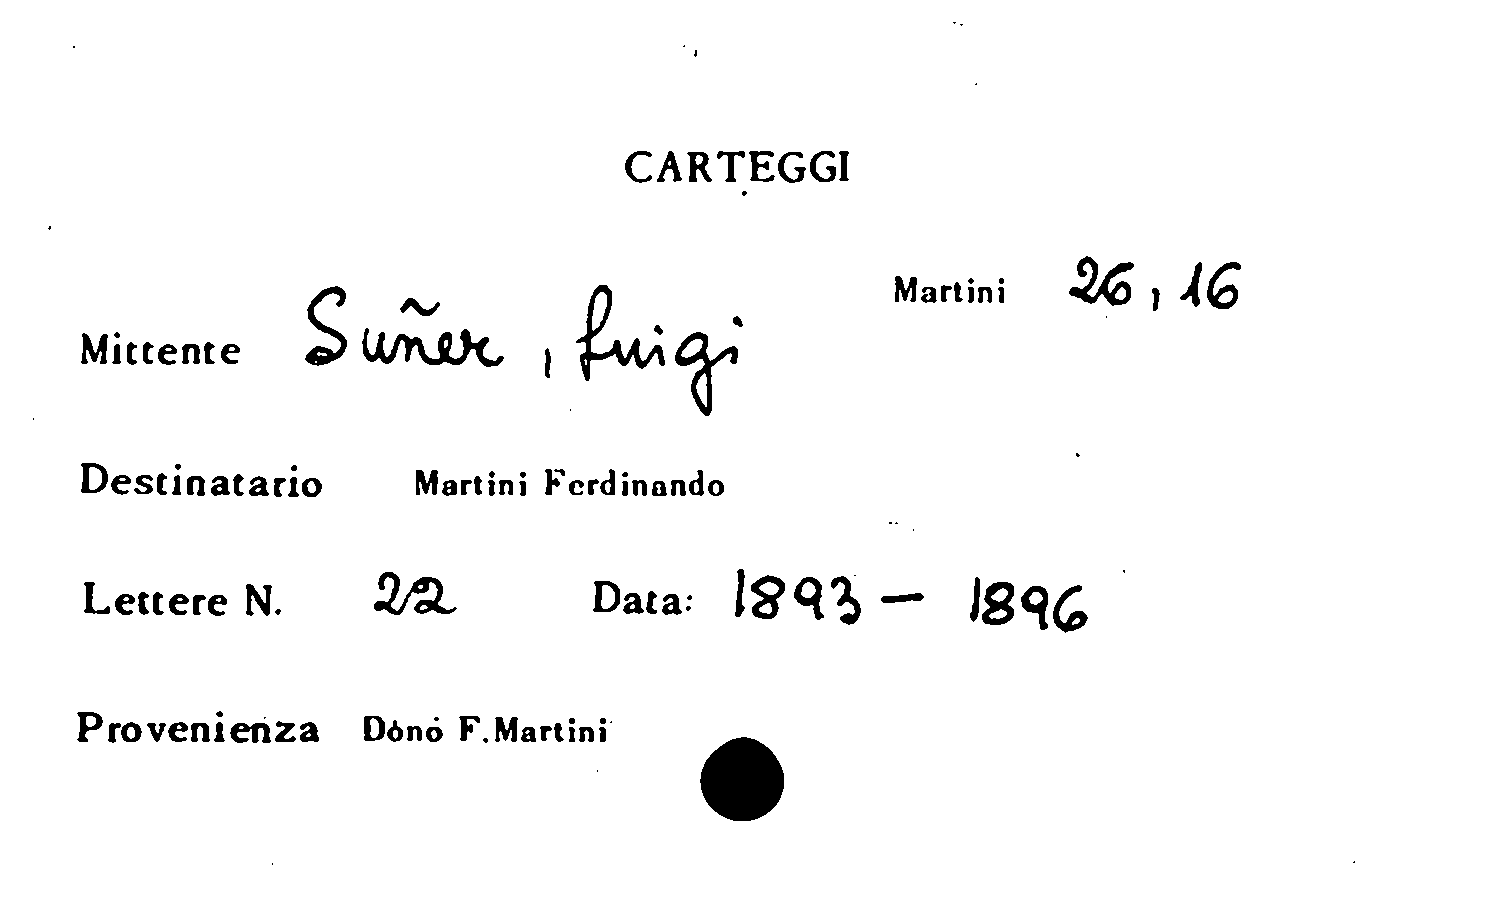 CARTEGGI
Martini 26, 16
Mittente Suñer, Luigi
Destinatario Martini Ferdinando
Lettere N. 22 Data: 1893 - 1896
Provenienza Dono F.Martini